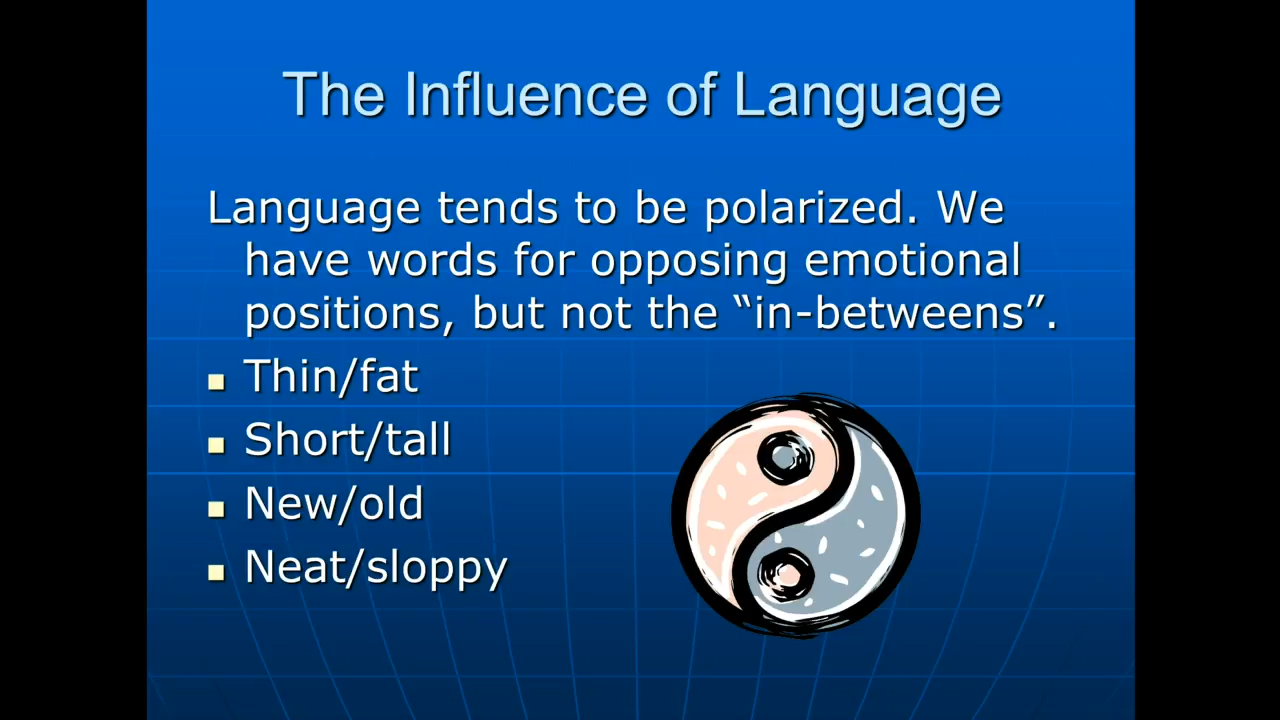 The Influence of Language
Language tends to be polarized. We
have words for opposing emotional
positions, but not the “in-betweens”.
Thin/fat
Short/tall
New/old
Neat/sloppy